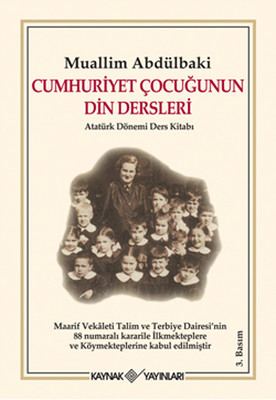 Muallim Abdülbaki
CUMHURİYET ÇOCUĞUNUN
DİN DERSLERİ
Atatürk Dönemi Ders Kitabı
Maarif Vekâleti Talim ve Terbiye Dairesi'nin
88 numaralı kararile İlkmekteplere
ve Köymekteplerine kabul edilmiştir
3. Basım
KAYNAK YAYINLARI